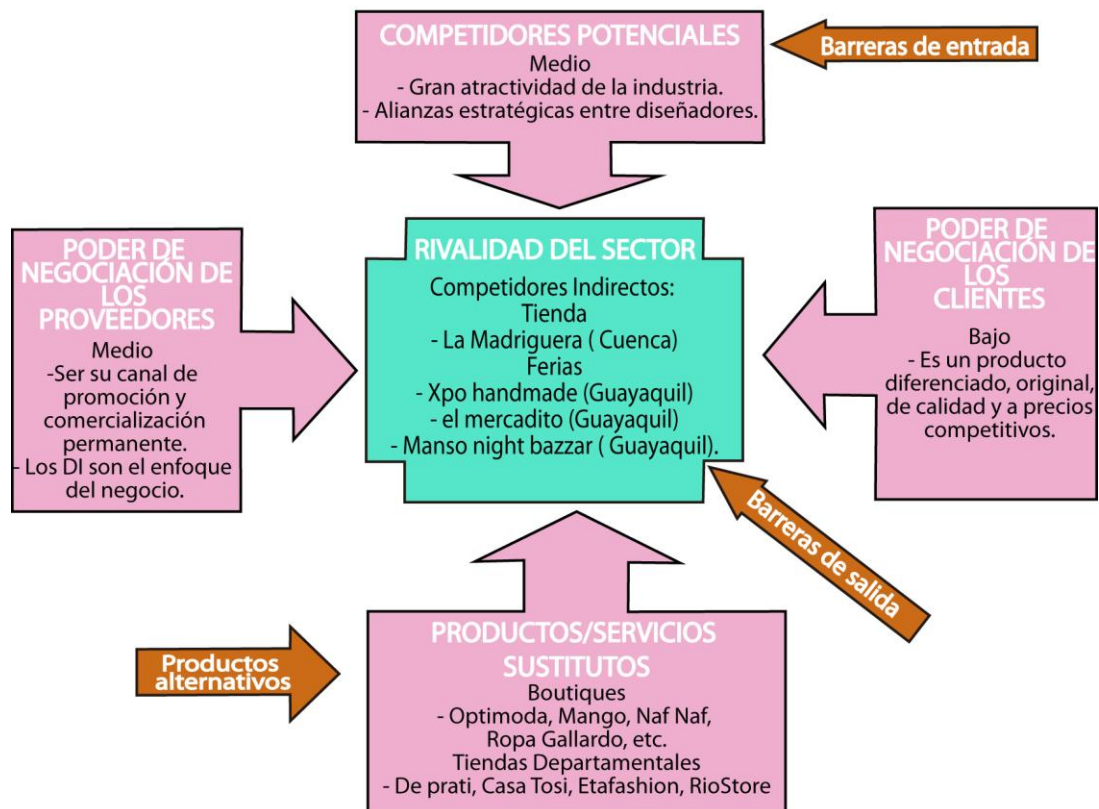 COMPETIDORES POTENCIALES
Medio
- Gran atractividad de la industria.
- Alianzas estratégicas entre diseñadores.
Barreras de entrada
PODER DE
NEGOCIACIÓN DE
LOS
PROVEEDORES
Medio
-Ser su canal de
promoción y
comercialización
permanente.
- Los DI son el enfoque
del negocio.
RIVALIDAD DEL SECTOR
Competidores Indirectos:
Tienda
- La Madriguera ( Cuenca)
Ferias
- Xpo handmade (Guayaquil)
- el mercadito (Guayaquil)
- Manso night bazzar ( Guayaquil).
PODER DE
NEGOCIACIÓN DE
LOS
CLIENTES
Bajo
- Es un producto
diferenciado, original,
de calidad y a precios
competitivos.
Barreras de salida
Productos
alternativos
PRODUCTOS/SERVICIOS
SUSTITUTOS
Boutiques
- Optimoda, Mango, Naf Naf,
Ropa Gallardo, etc.
Tiendas Departamentales
- De prati, Casa Tosi, Etafashion, RioStore